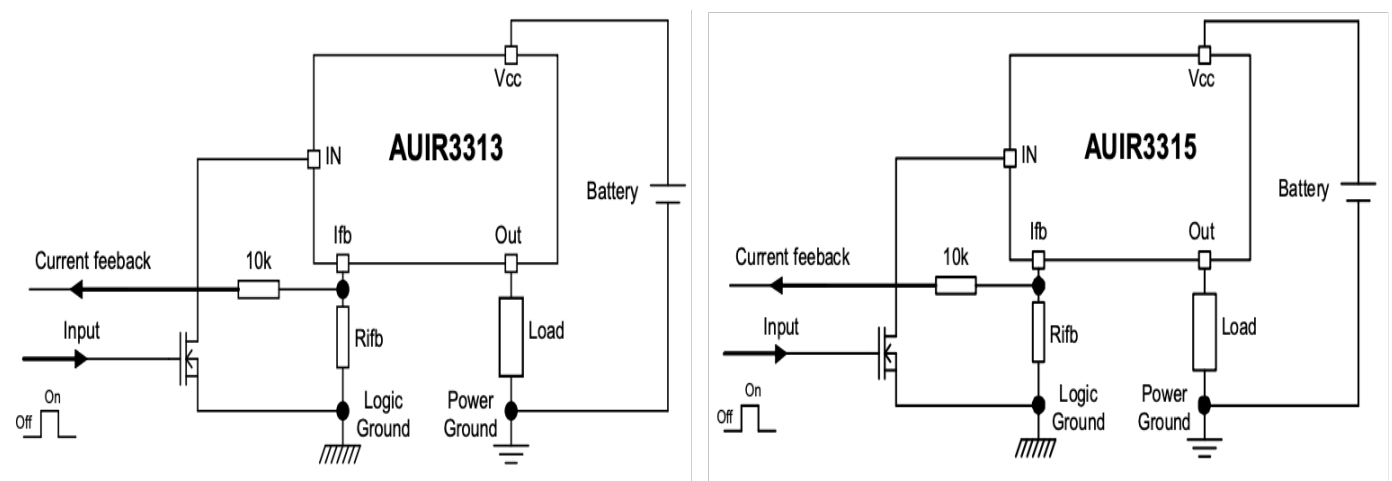 Vcc
AUIR3313
IN
Battery
Ifb
Out
Current feeback
10k
Input
Rifb
Load
On
Off
Logic
Ground
Power
Ground
Vcc
AUIR3315
IN
Battery
Ifb
Out
Current feeback
10k
Input
Rifb
Load
On
Off
Logic
Ground
Power
Ground